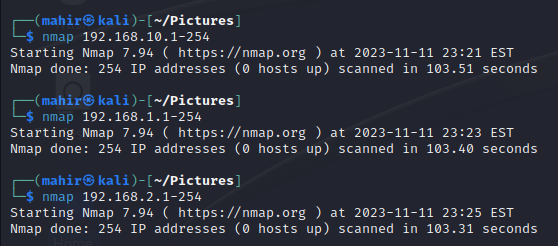 ┌──(mahir㉿kali)-[~/Pictures]
└─$ nmap 192.168.10.1-254
Starting Nmap 7.94 ( https://nmap.org ) at 2023-11-11 23:21 EST
Nmap done: 254 IP addresses (0 hosts up) scanned in 103.51 seconds
┌──(mahir㉿kali)-[~/Pictures]
└─$ nmap 192.168.1.1-254
Starting Nmap 7.94 ( https://nmap.org ) at 2023-11-11 23:23 EST
Nmap done: 254 IP addresses (0 hosts up) scanned in 103.40 seconds
┌──(mahir㉿kali)-[~/Pictures]
└─$ nmap 192.168.2.1-254
Starting Nmap 7.94 ( https://nmap.org ) at 2023-11-11 23:25 EST
Nmap done: 254 IP addresses (0 hosts up) scanned in 103.31 seconds